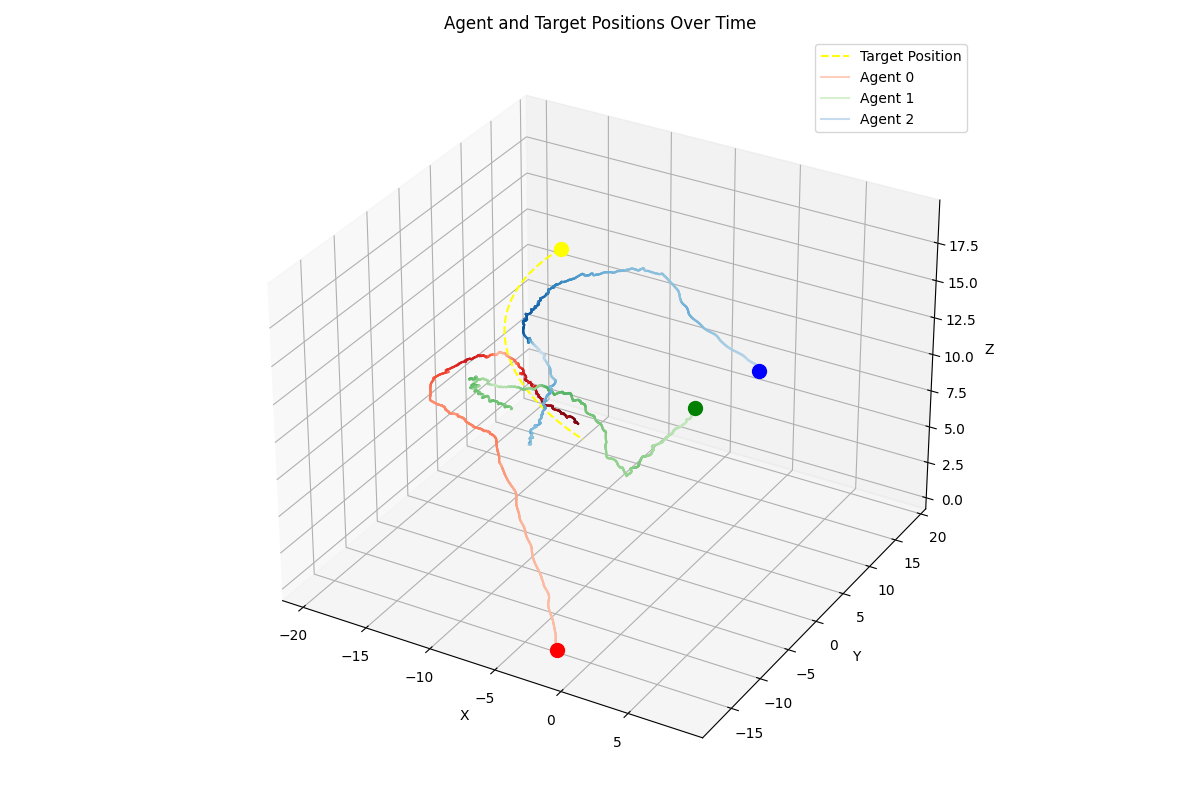 Agent and Target Positions Over Time
Target Position
Agent 0
Agent 1
Agent 2
17.5
15.0
12.5
10.0
Z
7.5
5.0
2.5
0.0
20
15
10
5
0
Y
−5
−10
−15
−20
−15
−10
−5
X
0
5